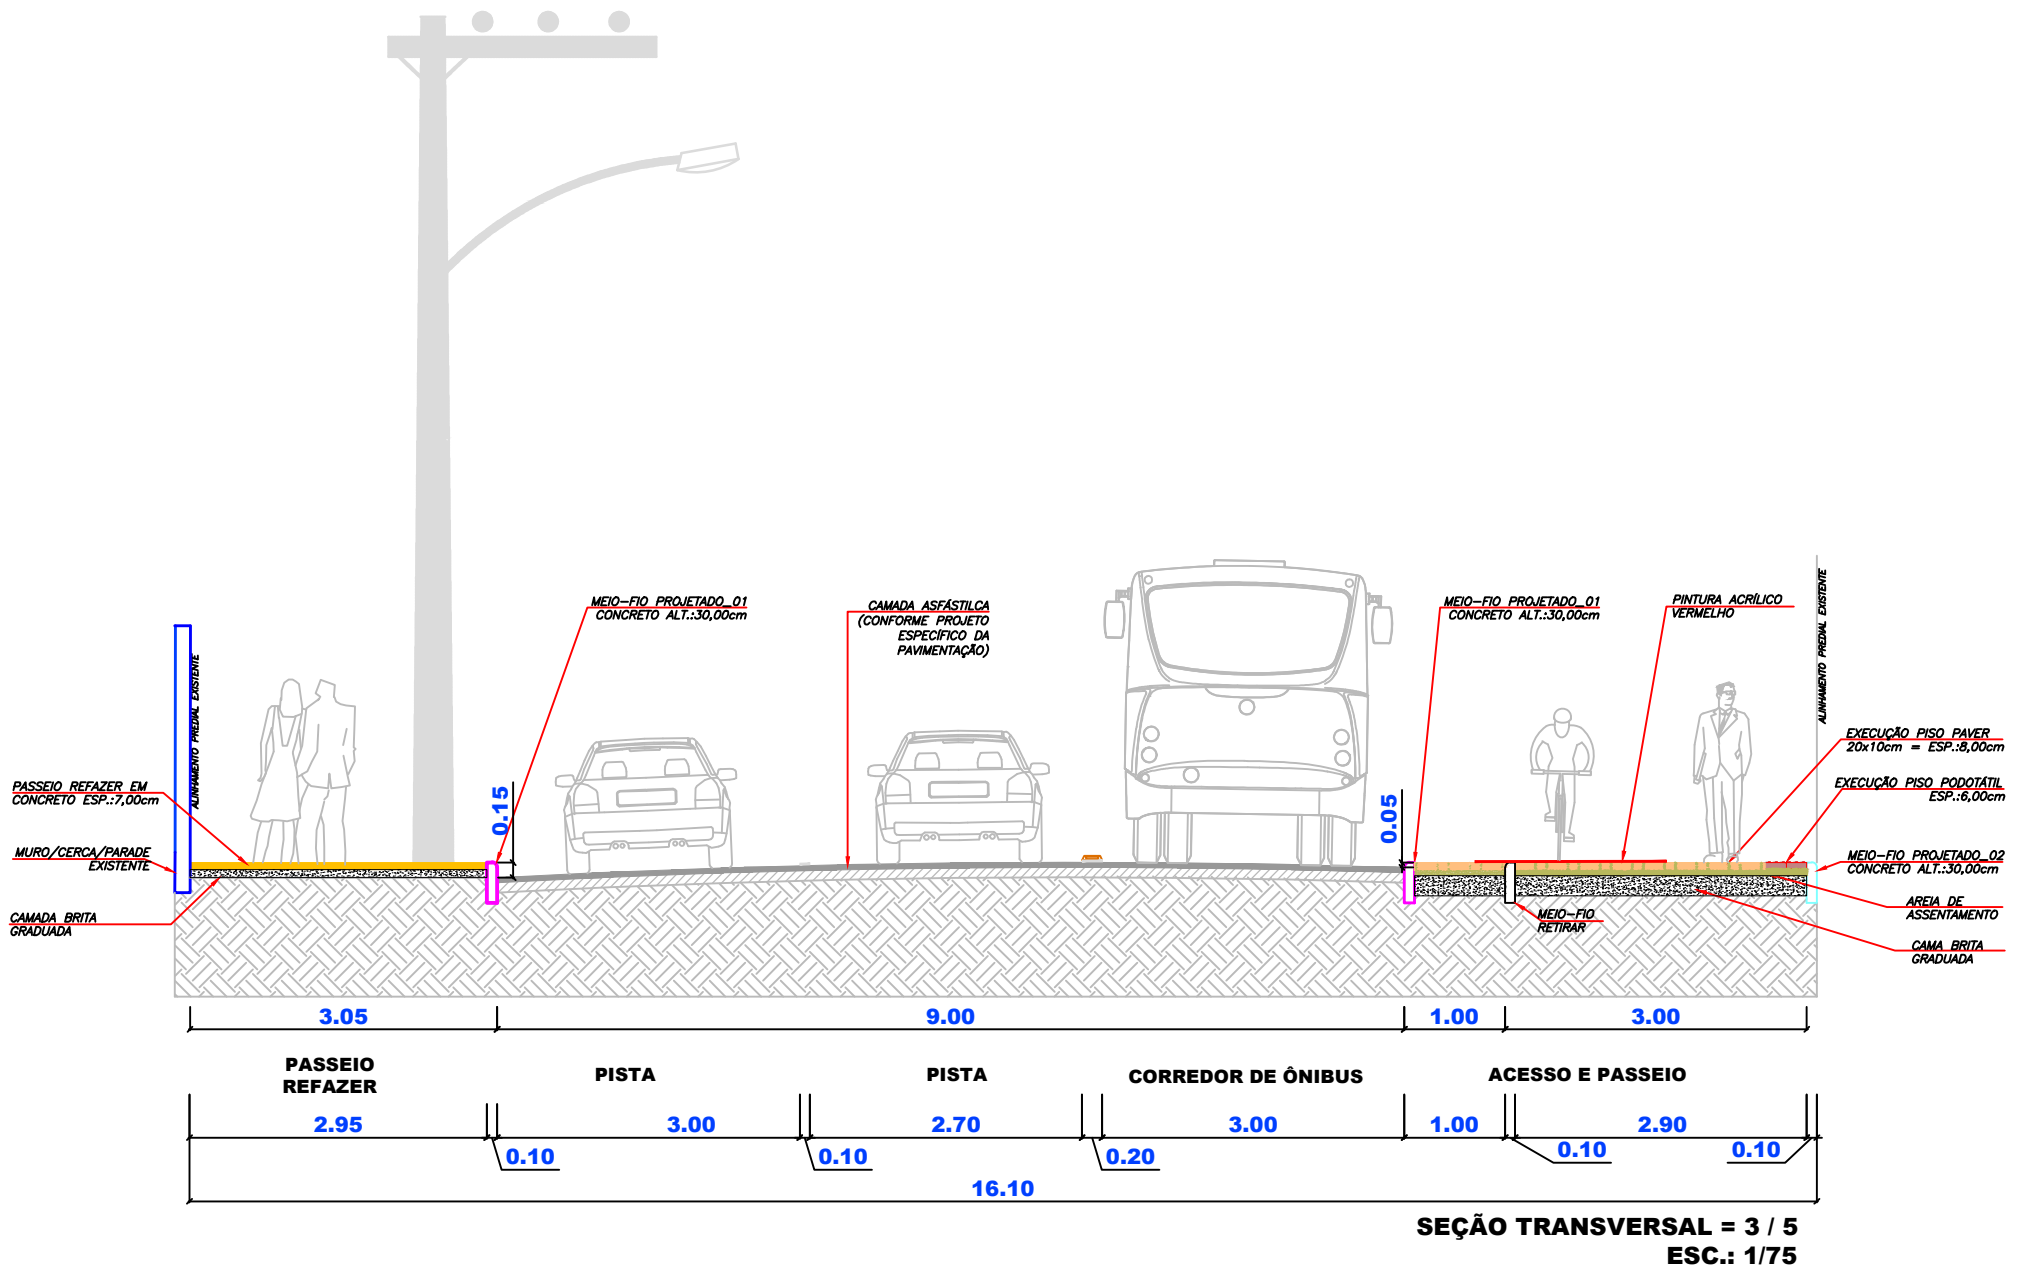 MEIO-FIO PROJETADO_01
CONCRETO ALT.:30,00cm
CAMADA ASFÁSTILCA
(CONFORME PROJETO
ESPECÍFICO DA
PAVIMENTAÇÃO)
MEIO-FIO PROJETADO_01
CONCRETO ALT.:30,00cm
PINTURA ACRÍLICO
VERMELHO
ALINHAMENTO PREDIAL EXISTENTE
ALINHAMENTO PREDIAL EXISTENTE
PASSEIO REFAZER EM
CONCRETO ESP.:7,00cm
MURO/CERCA/PARADE
EXISTENTE
CAMADA BRITA
GRADUADA
0.15
0.05
EXECUÇÃO PISO PAVER
20x10cm = ESP.:8,00cm
EXECUÇÃO PISO PODOTÁTIL
ESP.:6,00cm
MEIO-FIO PROJETADO_02
CONCRETO ALT.:30,00cm
AREIA DE
ASSENTAMENTO
MEIO-FIO
RETIRAR
CAMA BRITA
GRADUADA
3.05 9.00 1.00 3.00
PASSEIO
REFAZER
PISTA
PISTA
CORREDOR DE ÔNIBUS
ACESSO E PASSEIO
2.95 3.00 2.70 3.00 1.00 2.90
0.10 0.10 0.20 0.10 0.10
16.10
SEÇÃO TRANSVERSAL = 3 / 5
ESC.: 1/75